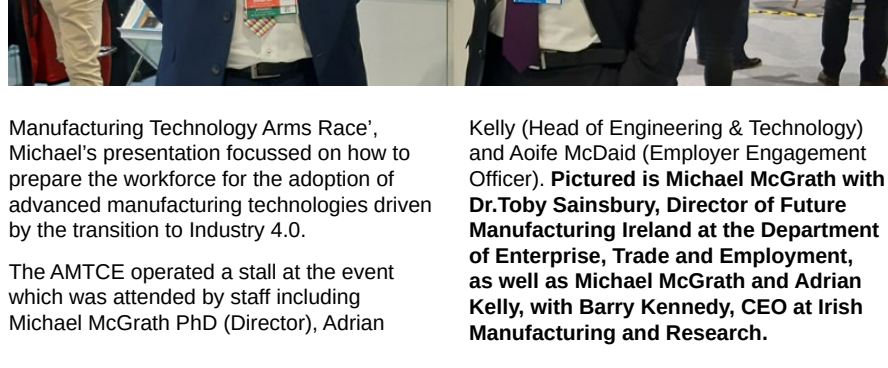 Manufacturing Technology Arms Race’,
Michael’s presentation focussed on how to
prepare the workforce for the adoption of
advanced manufacturing technologies driven
by the transition to Industry 4.0.
The AMTCE operated a stall at the event
which was attended by staff including
Michael McGrath PhD (Director), Adrian
Kelly (Head of Engineering & Technology)
and Aoife McDaid (Employer Engagement
Officer). Pictured is Michael McGrath with
Dr.Toby Sainsbury, Director of Future
Manufacturing Ireland at the Department
of Enterprise, Trade and Employment,
as well as Michael McGrath and Adrian
Kelly, with Barry Kennedy, CEO at Irish
Manufacturing and Research.